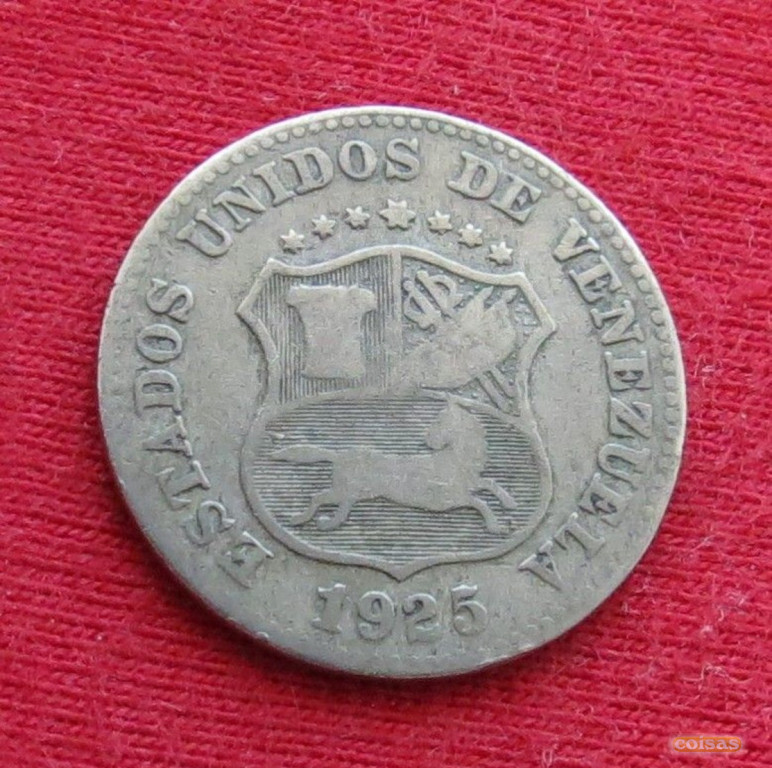 ESTADOS UNIDOS DE VENEZUELA
1925
coisas